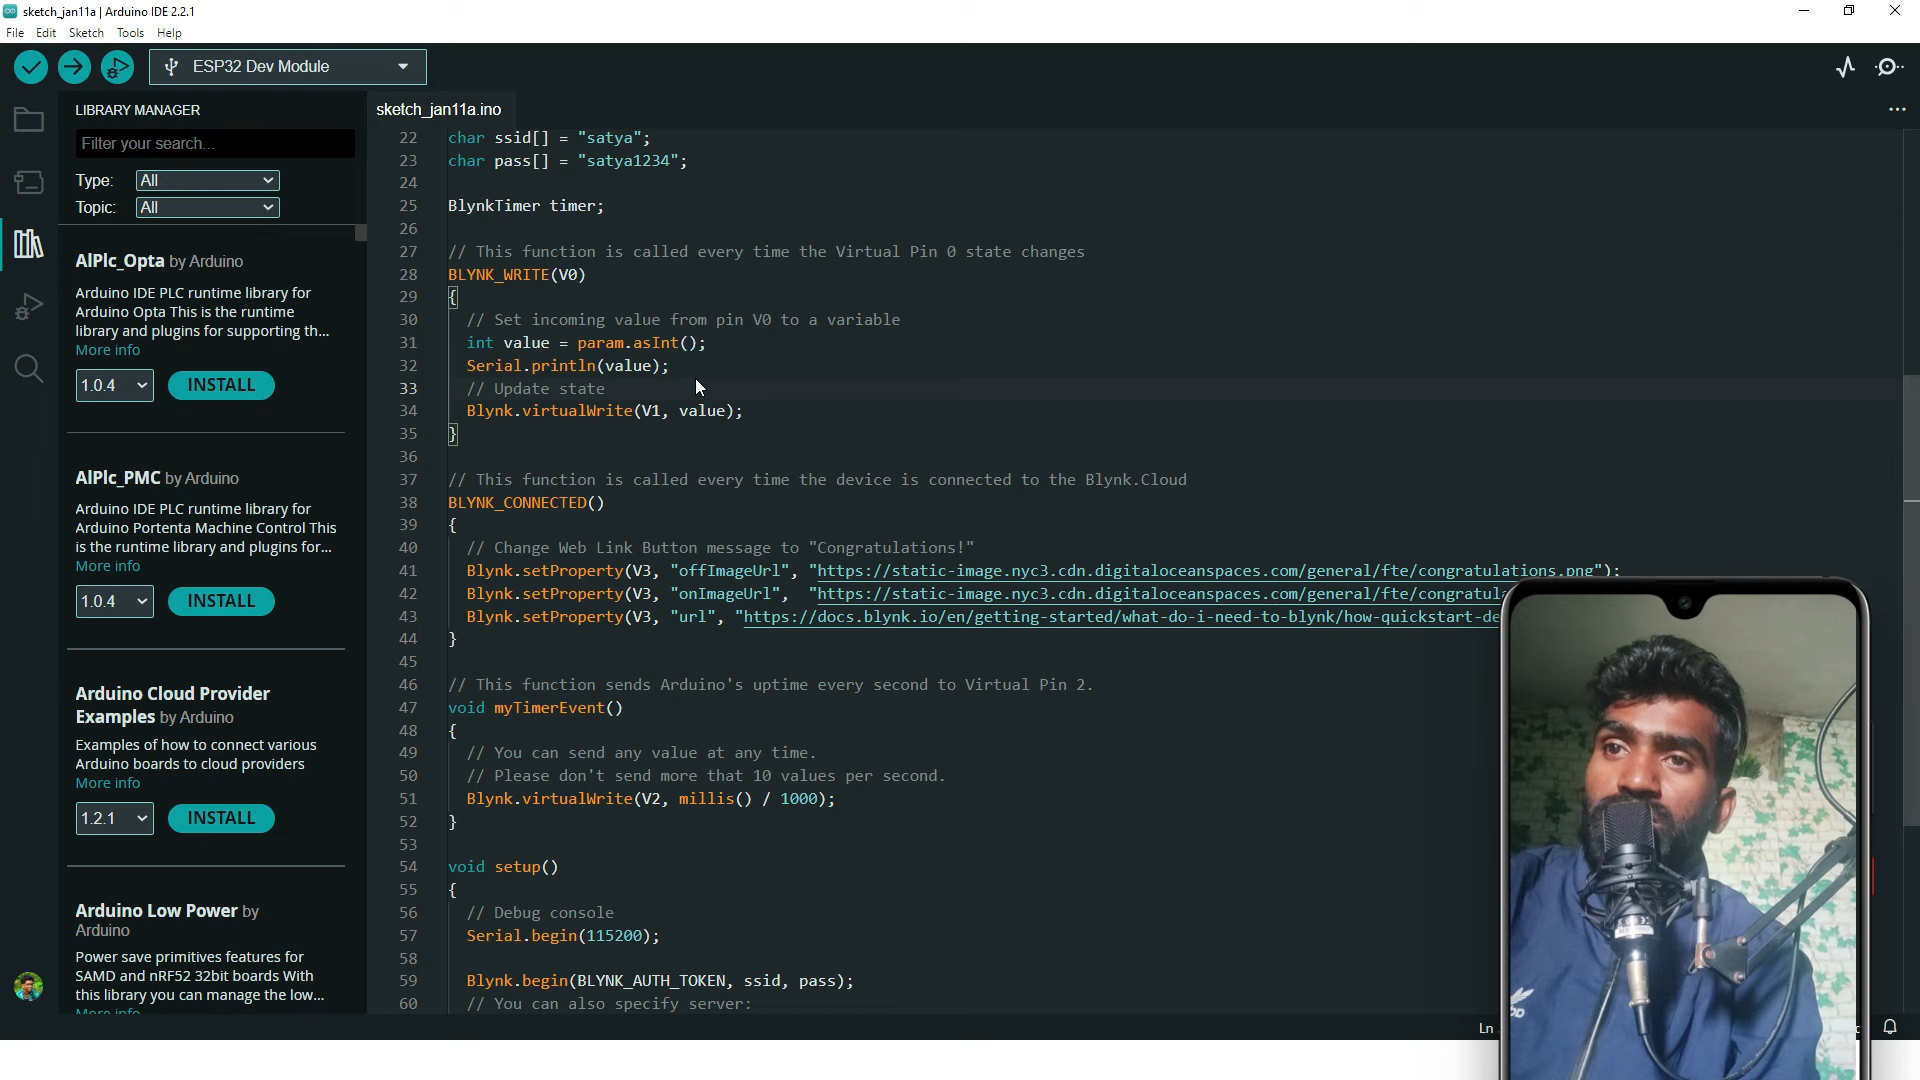 sketch_jan11a | Arduino IDE 2.2.1
File Edit Sketch Tools Help
ESP32 Dev Module
LIBRARY MANAGER
Filter your search...
Type: All
Topic: All
AlPlc_Opta by Arduino
Arduino IDE PLC runtime library for
Arduino Opta This is the runtime
library and plugins for supporting th...
More info
1.0.4 INSTALL
AlPlc_PMC by Arduino
Arduino IDE PLC runtime library for
Arduino Portenta Machine Control This
is the runtime library and plugins for...
More info
1.0.4 INSTALL
Arduino Cloud Provider
Examples by Arduino
Examples of how to connect various
Arduino boards to cloud providers
More info
1.2.1 INSTALL
Arduino Low Power by
Arduino
Power save primitives features for
SAMD and nRF52 32bit boards With
this library you can manage the low...
More info
sketch_jan11a.ino
22 char ssid[] = "satya";
23 char pass[] = "satya1234";
24
25 BlynkTimer timer;
26
27 // This function is called every time the Virtual Pin 0 state changes
28 BLYNK_WRITE(V0)
29 {
30 // Set incoming value from pin V0 to a variable
31 int value = param.asInt();
32 Serial.println(value);
33 // Update state
34 Blynk.virtualWrite(V1, value);
35 }
36
37 // This function is called every time the device is connected to the Blynk.Cloud
38 BLYNK_CONNECTED()
39 {
40 // Change Web Link Button message to "Congratulations!"
41 Blynk.setProperty(V3, "offImageUrl", "https://static-image.nyc3.cdn.digitaloceanspaces.com/general/fte/congratulations.png");
42 Blynk.setProperty(V3, "onImageUrl", "https://static-image.nyc3.cdn.digitaloceanspaces.com/general/fte/congratula
43 Blynk.setProperty(V3, "url", "https://docs.blynk.io/en/getting-started/what-do-i-need-to-blynk/how-quickstart-de
44 }
45
46 // This function sends Arduino's uptime every second to Virtual Pin 2.
47 void myTimerEvent()
48 {
49 // You can send any value at any time.
50 // Please don't send more that 10 values per second.
51 Blynk.virtualWrite(V2, millis() / 1000);
52 }
53
54 void setup()
55 {
56 // Debug console
57 Serial.begin(115200);
58
59 Blynk.begin(BLYNK_AUTH_TOKEN, ssid, pass);
60 // You can also specify server:
Ln